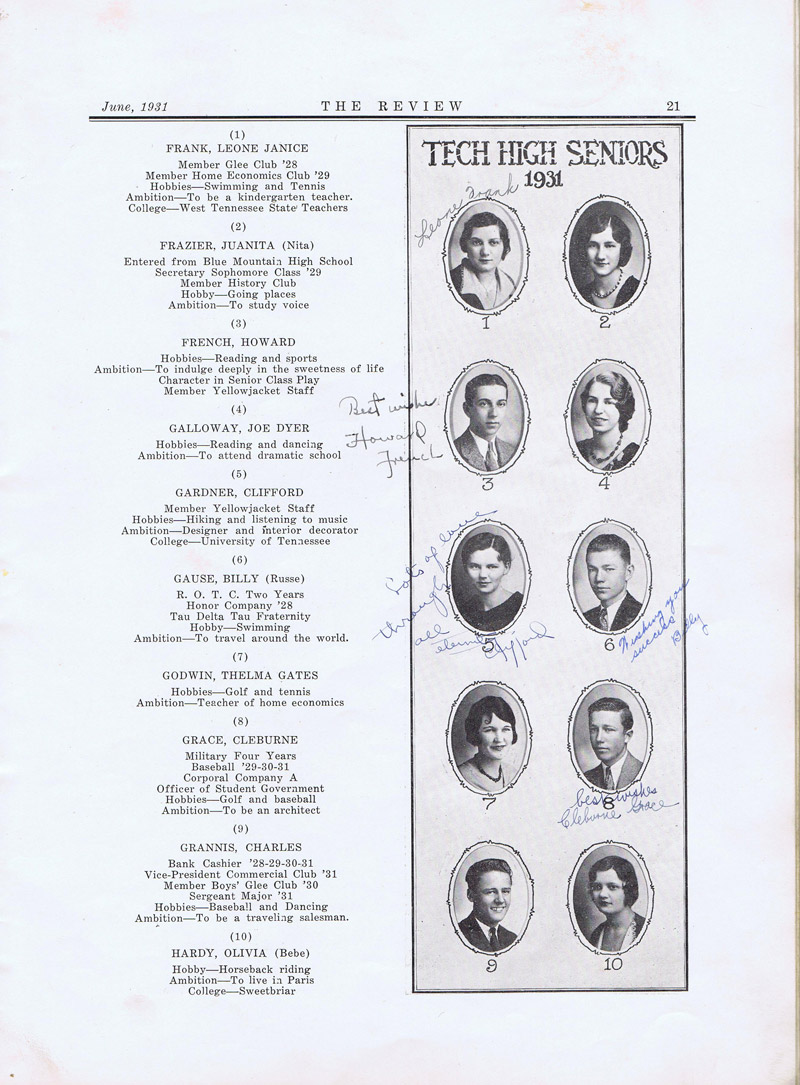 June, 1931 THE REVIEW 21
(1)
FRANK, LEONE JANICE
Member Glee Club '28
Member Home Economics Club '29
Hobbies—Swimming and Tennis
Ambition—To be a kindergarten teacher.
College—West Tennessee State Teachers
(2)
FRAZIER, JUANITA (Nita)
Entered from Blue Mountain High School
Secretary Sophomore Class '29
Member History Club
Hobby—Going places
Ambition—To study voice
(3)
FRENCH, HOWARD
Hobbies—Reading and sports
Ambition—To indulge deeply in the sweetness of life
Character in Senior Class Play
Member Yellowjacket Staff
(4)
GALLOWAY, JOE DYER
Hobbies—Reading and dancing
Ambition—To attend dramatic school
(5)
GARDNER, CLIFFORD
Member Yellowjacket Staff
Hobbies—Hiking and listening to music
Ambition—Designer and interior decorator
College—University of Tennessee
(6)
GAUSE, BILLY (Russe)
R. O. T. C. Two Years
Honor Company '28
Tau Delta Tau Fraternity
Hobby—Swimming
Ambition—To travel around the world.
(7)
GODWIN, THELMA GATES
Hobbies—Golf and tennis
Ambition—Teacher of home economics
(8)
GRACE, CLEBURNE
Military Four Years
Baseball '29-30-31
Corporal Company A
Officer of Student Government
Hobbies—Golf and baseball
Ambition—To be an architect
(9)
GRANNIS, CHARLES
Bank Cashier '28-29-30-31
Vice-President Commercial Club '31
Member Boys' Glee Club '30
Sergeant Major '31
Hobbies—Baseball and Dancing
Ambition—To be a traveling salesman.
(10)
HARDY, OLIVIA (Bebe)
Hobby—Horseback riding
Ambition—To live in Paris
College—Sweetbriar
TECH HIGH SENIORS
1931
Leone Frank
1 2
Best wishes
Howard
French
3 4
Lots of love
through
all
eternity
Clifford
5 6
Wishing you
success
Billy
7 8
best wishes
Cleburne Grace
9 10